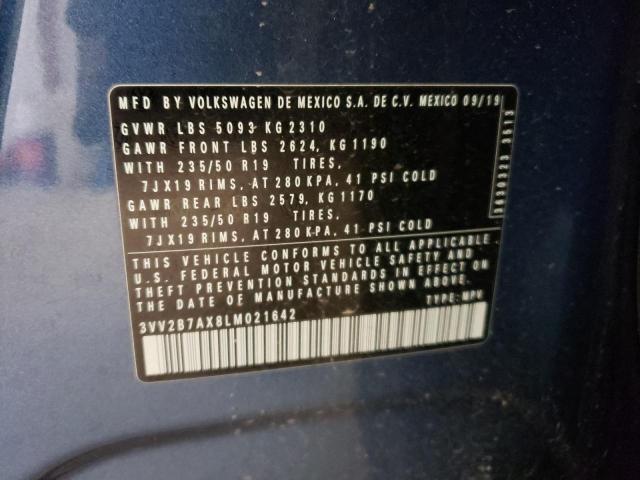 MFD BY VOLKSWAGEN DE MEXICO S.A. DE C.V. MEXICO 09/19
GVWR LBS 5093 KG 2310
GAWR FRONT LBS 2624, KG 1190
WITH 235/50 R19 TIRES,
7JX19 RIMS, AT 280 KPA, 41 PSI COLD
GAWR REAR LBS 2579, KG 1170
WITH 235/50 R19 TIRES,
7JX19 RIMS, AT 280 KPA, 41 PSI COLD
THIS VEHICLE CONFORMS TO ALL APPLICABLE
U.S. FEDERAL MOTOR VEHICLE SAFETY AND
THEFT PREVENTION STANDARDS IN EFFECT ON
THE DATE OF MANUFACTURE SHOWN ABOVE.
3VV2B7AX8LM021642 TYPE: MPV
3630323 3513